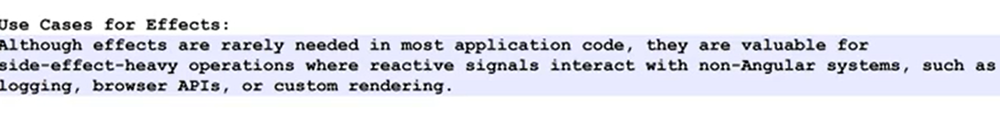 Use Cases for Effects:
Although effects are rarely needed in most application code, they are valuable for
side-effect-heavy operations where reactive signals interact with non-Angular systems, such as
logging, browser APIs, or custom rendering.